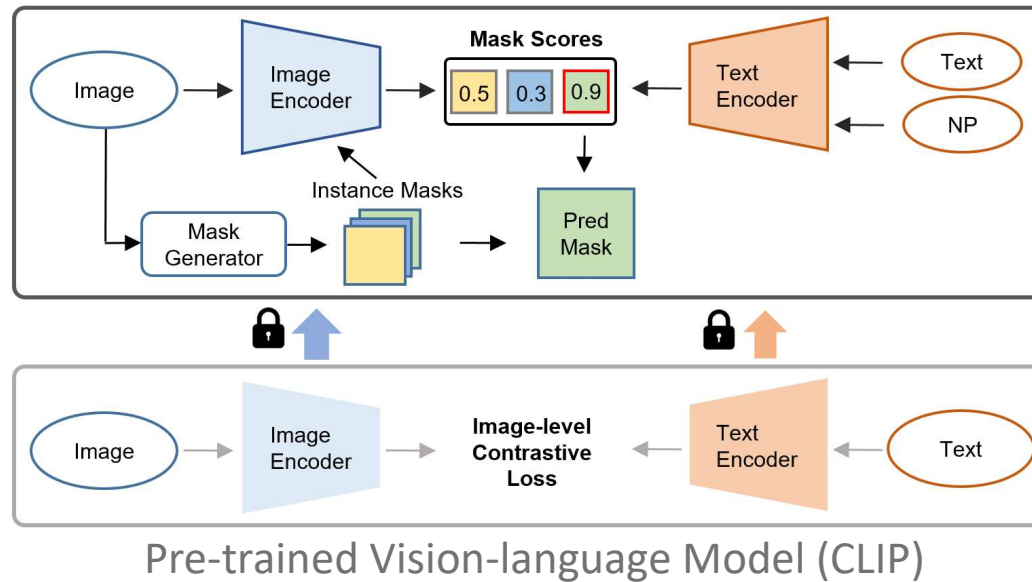 Mask Scores
Image
Image
Encoder
0.5 0.3 0.9
Text
Encoder
Text
NP
Instance Masks
Mask
Generator
Pred
Mask
Image
Image
Encoder
Image-level
Contrastive
Loss
Text
Encoder
Text
Pre-trained Vision-language Model (CLIP)